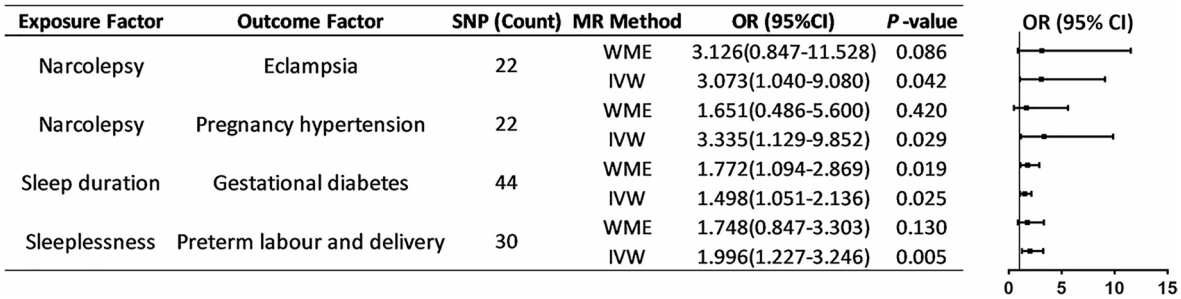 Exposure Factor Outcome Factor SNP (Count) MR Method OR (95%CI) P -value OR (95% CI)
Narcolepsy Eclampsia 22 WME 3.126(0.847-11.528) 0.086
IVW 3.073(1.040-9.080) 0.042
Narcolepsy Pregnancy hypertension 22 WME 1.651(0.486-5.600) 0.420
IVW 3.335(1.129-9.852) 0.029
Sleep duration Gestational diabetes 44 WME 1.772(1.094-2.869) 0.019
IVW 1.498(1.051-2.136) 0.025
Sleeplessness Preterm labour and delivery 30 WME 1.748(0.847-3.303) 0.130
IVW 1.996(1.227-3.246) 0.005
0 5 10 15